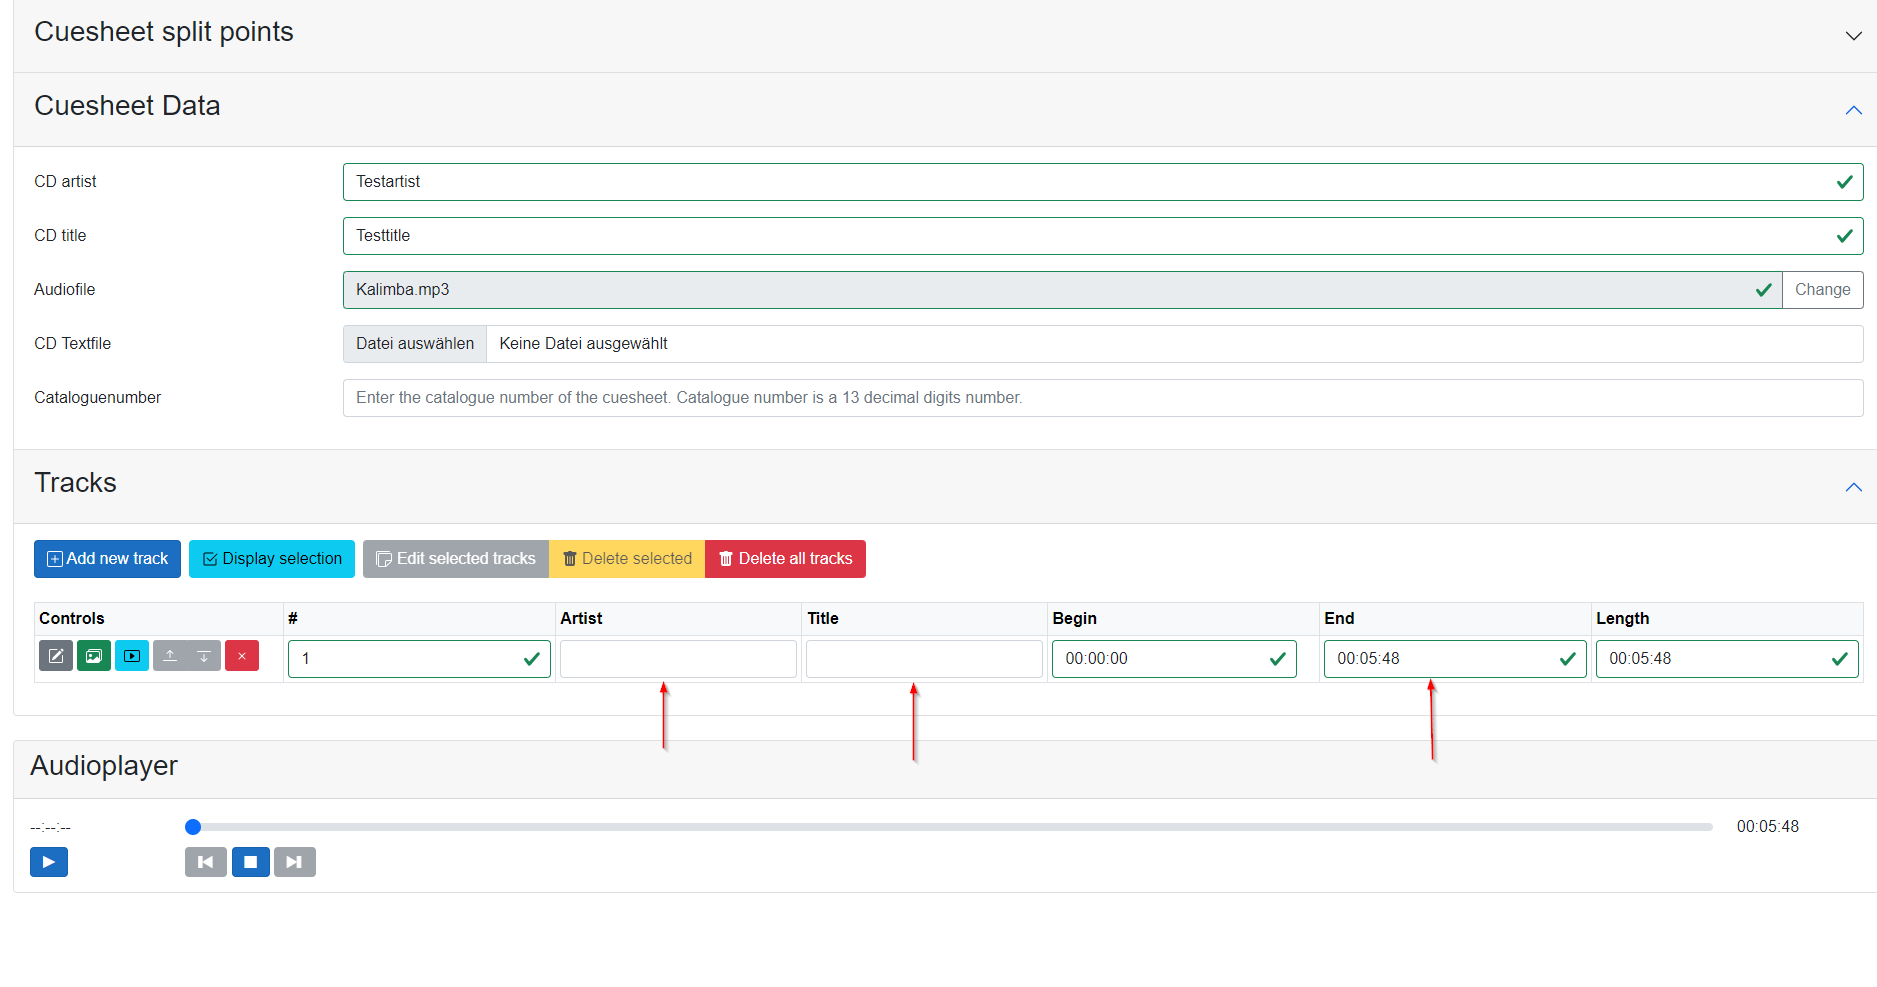 Cuesheet split points
Cuesheet Data
CD artist
Testartist
CD title
Testtitle
Audiofile
Kalimba.mp3
Change
CD Textfile
Datei auswählen
Keine Datei ausgewählt
Cataloguenumber
Enter the catalogue number of the cuesheet. Catalogue number is a 13 decimal digits number.
Tracks
Add new track
Display selection
Edit selected tracks
Delete selected
Delete all tracks
Controls # Artist Title Begin End Length
1 00:00:00 00:05:48 00:05:48
Audioplayer
--:--:--
00:05:48